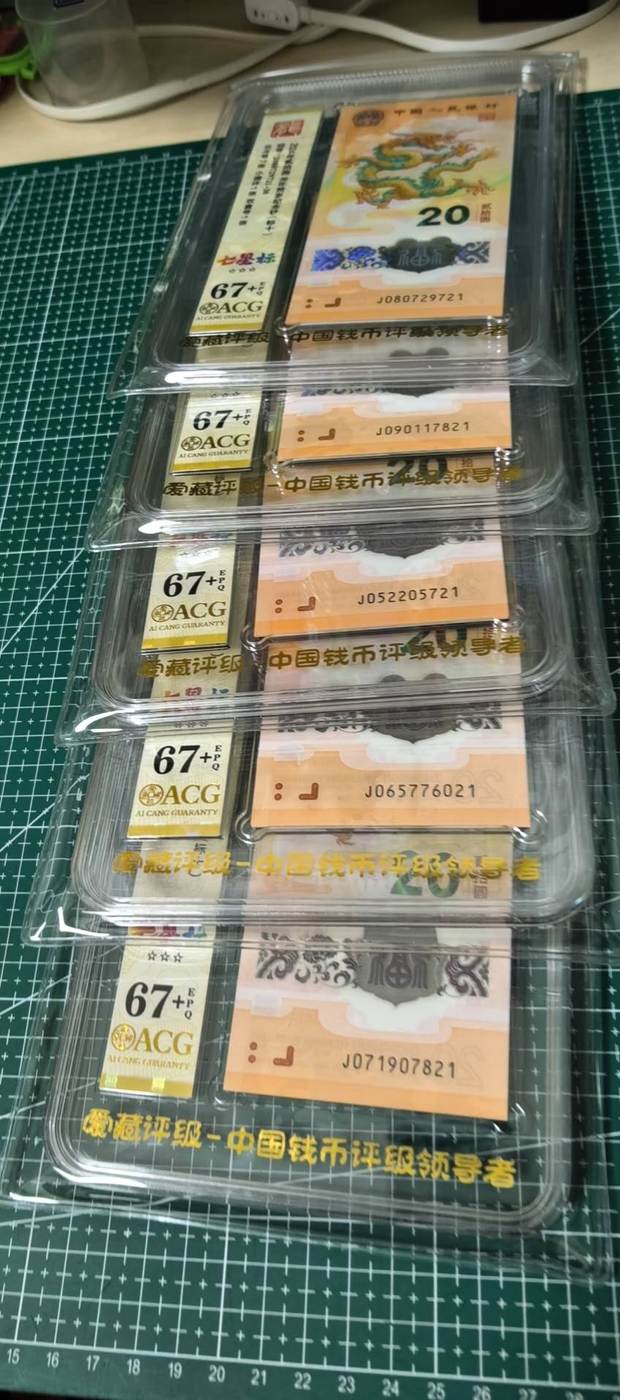 中国人民银行
20
七星标
☆☆☆
67+ EPQ
ACG
AI CANG GUARANTY
福
J080729721
爱藏评级-中国钱币评级领导者
67+ EPQ
ACG
AI CANG GUARANTY
J090117821
20
爱藏评级-中国钱币评级领导者
67+ EPQ
ACG
AI CANG GUARANTY
J052205721
20
爱藏评级-中国钱币评级领导者
☆☆☆
67+ EPQ
ACG
AI CANG GUARANTY
J065776021
20
爱藏评级-中国钱币评级领导者
☆☆☆
67+ EPQ
ACG
AI CANG GUARANTY
福
J071907821
爱藏评级-中国钱币评级领导者
15 16 17 18 19 20 21 22 23 24 25 26